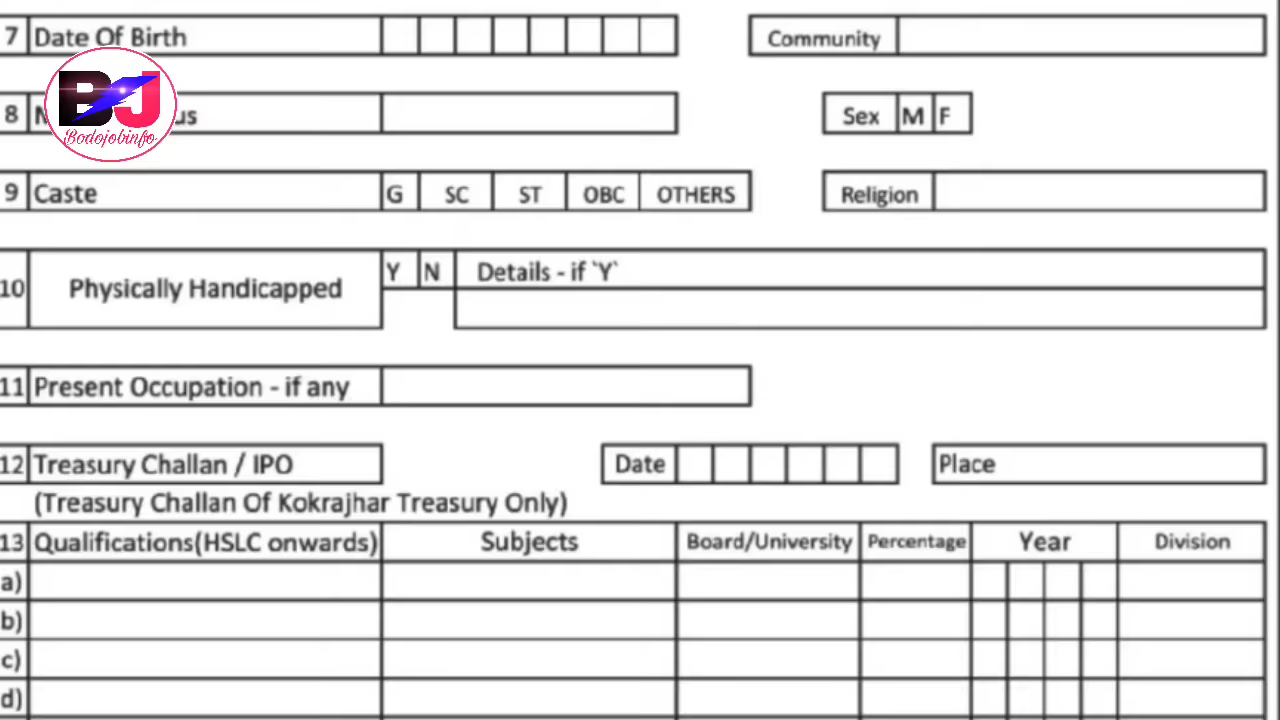 7 Date Of Birth Community
BJ
Bodojobinfo
8 Sex M F
9 Caste G SC ST OBC OTHERS Religion
10 Physically Handicapped Y N Details - if `Y`
11 Present Occupation - if any
12 Treasury Challan / IPO Date Place
(Treasury Challan Of Kokrajhar Treasury Only)
13 Qualifications(HSLC onwards) Subjects Board/University Percentage Year Division
a)
b)
c)
d)